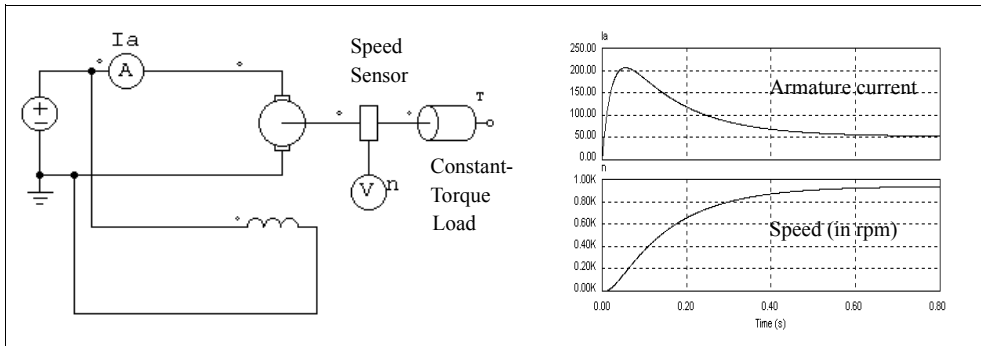 Ia
A
Speed
Sensor
T
V
n
Constant-
Torque
Load
Ia
250.00
200.00
150.00
100.00
50.00
0.00
Armature current
n
1.00K
0.80K
0.60K
0.40K
0.20K
0.00K
Speed (in rpm)
0.00
0.20
0.40
0.60
0.80
Time (s)